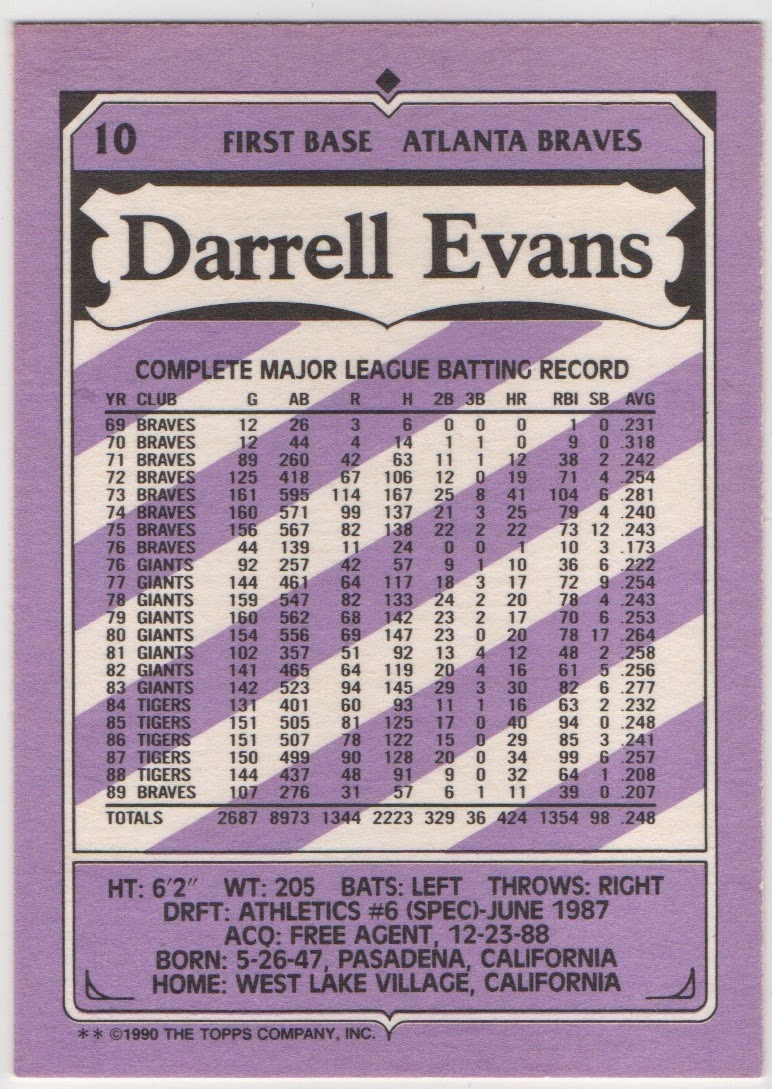 10 FIRST BASE ATLANTA BRAVES
Darrell Evans
COMPLETE MAJOR LEAGUE BATTING RECORD
YR CLUB G AB R H 2B 3B HR RBI SB AVG
69 BRAVES 12 26 3 6 0 0 0 1 0 .231
70 BRAVES 12 44 4 14 1 1 0 9 0 .318
71 BRAVES 89 260 42 63 11 1 12 38 2 .242
72 BRAVES 125 418 67 106 12 0 19 71 4 .254
73 BRAVES 161 595 114 167 25 8 41 104 6 .281
74 BRAVES 160 571 99 137 21 3 25 79 4 .240
75 BRAVES 156 567 82 138 22 2 22 73 12 .243
76 BRAVES 44 139 11 24 0 0 1 10 3 .173
76 GIANTS 92 257 42 57 9 1 10 36 6 .222
77 GIANTS 144 461 64 117 18 3 17 72 9 .254
78 GIANTS 159 547 82 133 24 2 20 78 4 .243
79 GIANTS 160 562 68 142 23 2 17 70 6 .253
80 GIANTS 154 556 69 147 23 0 20 78 17 .264
81 GIANTS 102 357 51 92 13 4 12 48 2 .258
82 GIANTS 141 465 64 119 20 4 16 61 5 .256
83 GIANTS 142 523 94 145 29 3 30 82 6 .277
84 TIGERS 131 401 60 93 11 1 16 63 2 .232
85 TIGERS 151 505 81 125 17 0 40 94 0 .248
86 TIGERS 151 507 78 122 15 0 29 85 3 .241
87 TIGERS 150 499 90 128 20 0 34 99 6 .257
88 TIGERS 144 437 48 91 9 0 32 64 1 .208
89 BRAVES 107 276 31 57 6 1 11 39 0 .207
TOTALS 2687 8973 1344 2223 329 36 424 1354 98 .248
HT: 6'2" WT: 205 BATS: LEFT THROWS: RIGHT
DRFT: ATHLETICS #6 (SPEC)-JUNE 1987
ACQ: FREE AGENT, 12-23-88
BORN: 5-26-47, PASADENA, CALIFORNIA
HOME: WEST LAKE VILLAGE, CALIFORNIA
** ©1990 THE TOPPS COMPANY, INC.